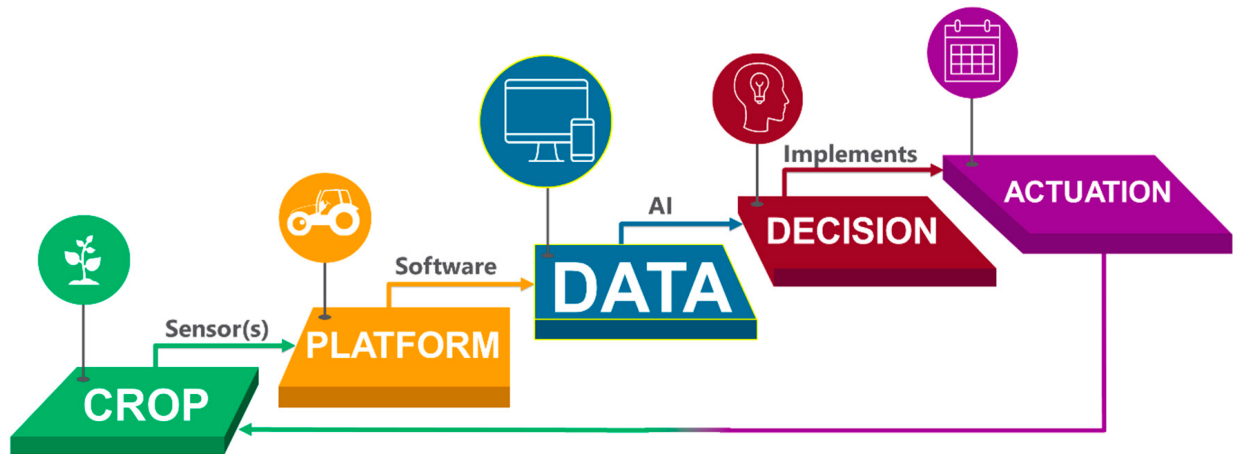 CROP
Sensor(s)
PLATFORM
Software
DATA
AI
DECISION
Implements
ACTUATION